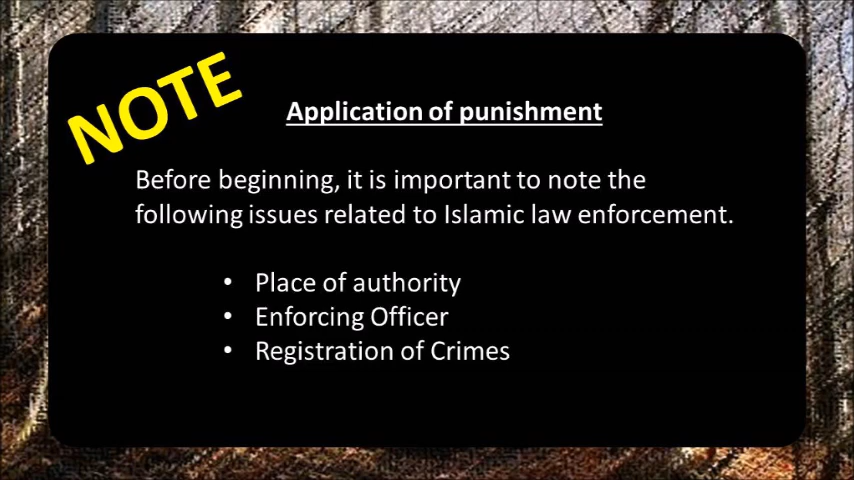 NOTE
Application of punishment
Before beginning, it is important to note the
following issues related to Islamic law enforcement.
• Place of authority
• Enforcing Officer
• Registration of Crimes